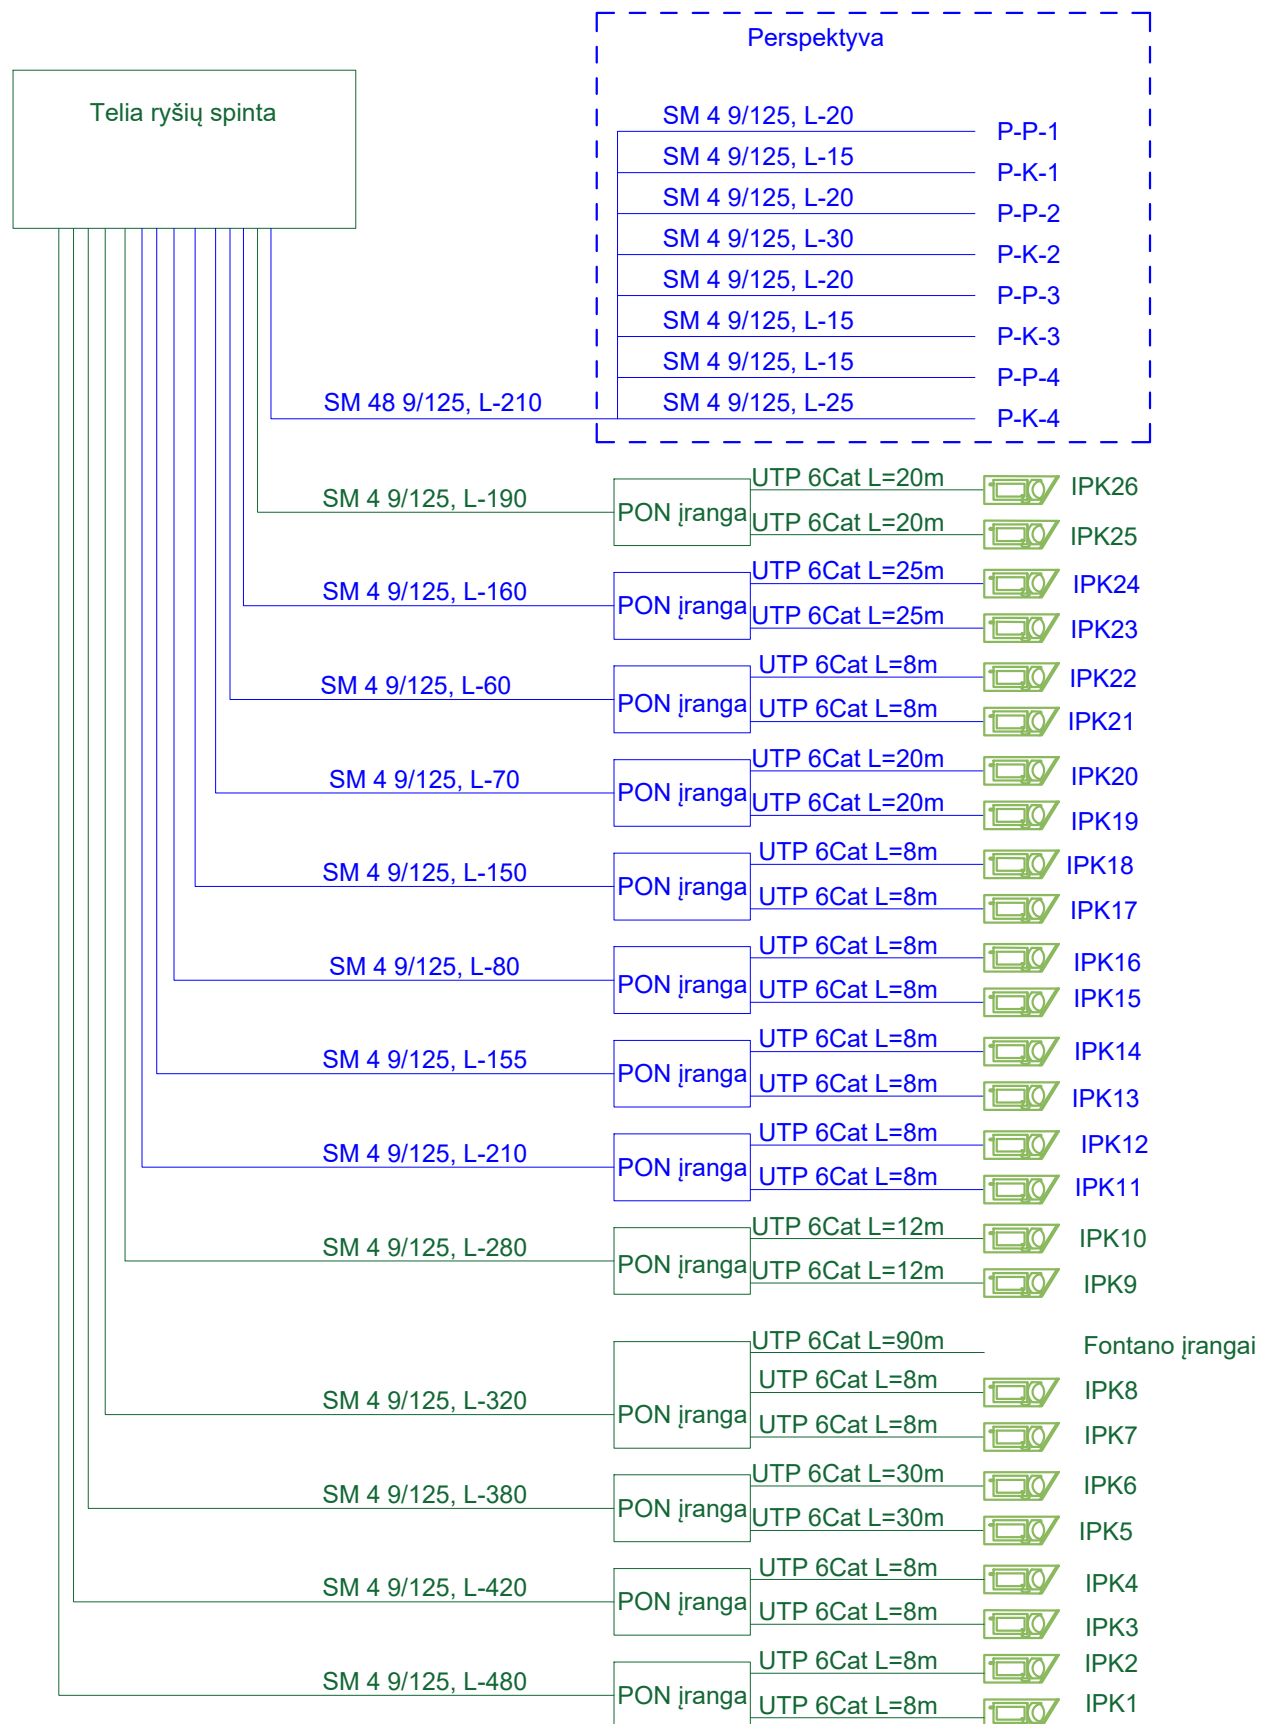 Perspektyva
Telia ryšių spinta
SM 4 9/125, L-20
P-P-1
SM 4 9/125, L-15
P-K-1
SM 4 9/125, L-20
P-P-2
SM 4 9/125, L-30
P-K-2
SM 4 9/125, L-20
P-P-3
SM 4 9/125, L-15
P-K-3
SM 4 9/125, L-15
P-P-4
SM 48 9/125, L-210
SM 4 9/125, L-25
P-K-4
SM 4 9/125, L-190
PON įranga
UTP 6Cat L=20m
IPK26
UTP 6Cat L=20m
IPK25
SM 4 9/125, L-160
PON įranga
UTP 6Cat L=25m
IPK24
UTP 6Cat L=25m
IPK23
SM 4 9/125, L-60
PON įranga
UTP 6Cat L=8m
IPK22
UTP 6Cat L=8m
IPK21
SM 4 9/125, L-70
PON įranga
UTP 6Cat L=20m
IPK20
UTP 6Cat L=20m
IPK19
SM 4 9/125, L-150
PON įranga
UTP 6Cat L=8m
IPK18
UTP 6Cat L=8m
IPK17
SM 4 9/125, L-80
PON įranga
UTP 6Cat L=8m
IPK16
UTP 6Cat L=8m
IPK15
SM 4 9/125, L-155
PON įranga
UTP 6Cat L=8m
IPK14
UTP 6Cat L=8m
IPK13
SM 4 9/125, L-210
PON įranga
UTP 6Cat L=8m
IPK12
UTP 6Cat L=8m
IPK11
SM 4 9/125, L-280
PON įranga
UTP 6Cat L=12m
IPK10
UTP 6Cat L=12m
IPK9
SM 4 9/125, L-320
PON įranga
UTP 6Cat L=90m
Fontano įrangai
UTP 6Cat L=8m
IPK8
UTP 6Cat L=8m
IPK7
SM 4 9/125, L-380
PON įranga
UTP 6Cat L=30m
IPK6
UTP 6Cat L=30m
IPK5
SM 4 9/125, L-420
PON įranga
UTP 6Cat L=8m
IPK4
UTP 6Cat L=8m
IPK3
SM 4 9/125, L-480
PON įranga
UTP 6Cat L=8m
IPK2
UTP 6Cat L=8m
IPK1